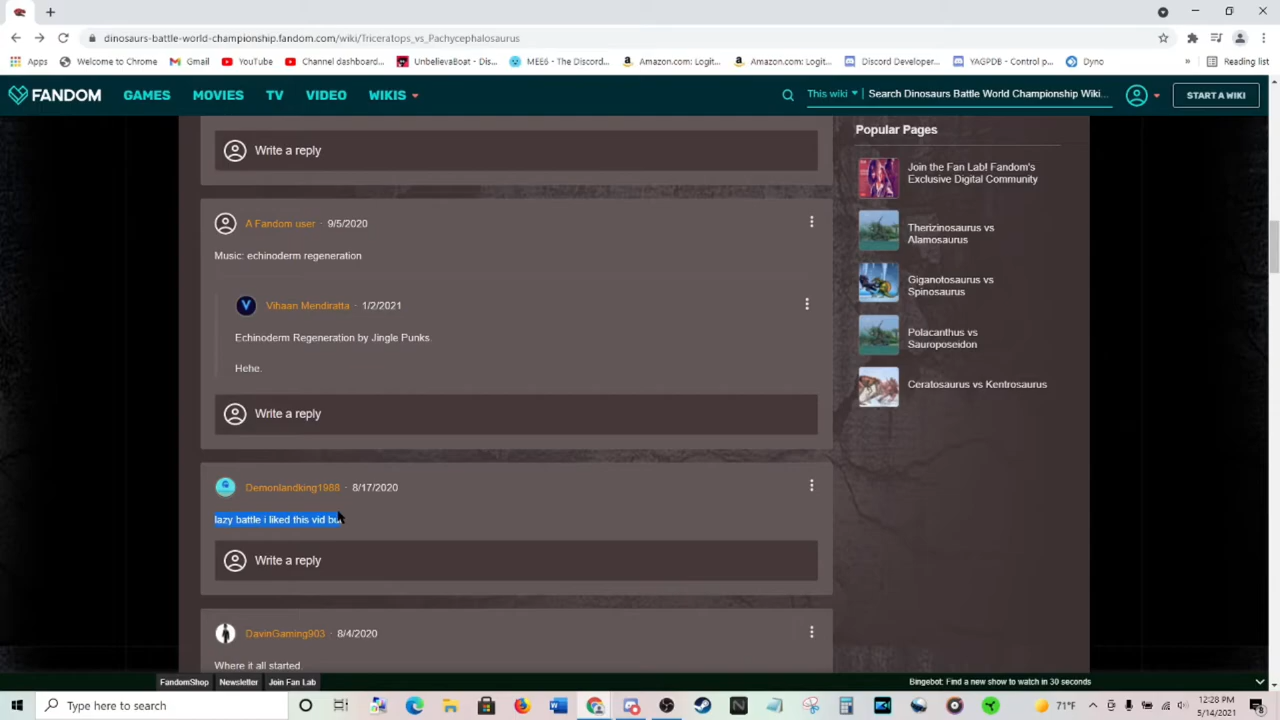 dinosaurs-battle-world-championship.fandom.com/wiki/Triceratops_vs_Pachycephalosaurus
Apps Welcome to Chrome Gmail YouTube Channel dashboard... UnbelievaBoat - Dis... MEE6 - The Discord... Amazon.com: Logit... Amazon.com: Logit... Discord Developer... YAGPDB - Control p... Dyno » Reading list
FANDOM GAMES MOVIES TV VIDEO WIKIS This wiki Search Dinosaurs Battle World Championship Wiki... START A WIKI
Write a reply
A Fandom user · 9/5/2020
Music: echinoderm regeneration
V Vihaan Mendiratta · 1/2/2021
Echinoderm Regeneration by Jingle Punks.
Hehe.
Write a reply
Demonlandking1988 · 8/17/2020
lazy battle i liked this vid but
Write a reply
DavinGaming903 · 8/4/2020
Where it all started.
Popular Pages
Join the Fan Lab! Fandom's
Exclusive Digital Community
Therizinosaurus vs
Alamosaurus
Giganotosaurus vs
Spinosaurus
Polacanthus vs
Sauroposeidon
Ceratosaurus vs Kentrosaurus
FandomShop Newsletter Join Fan Lab Bingebot: Find a new show to watch in 30 seconds
Type here to search 71°F 12:28 PM
5/14/2021